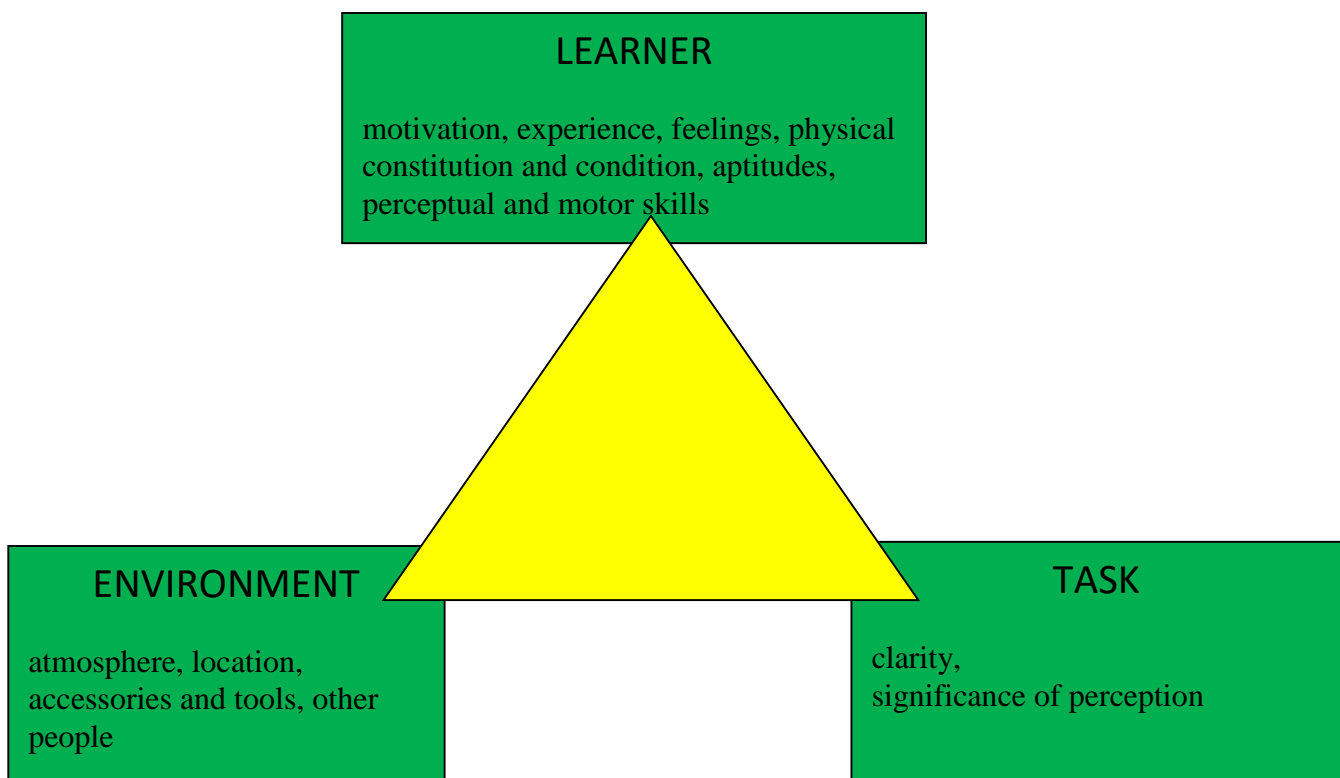 LEARNER
motivation, experience, feelings, physical
constitution and condition, aptitudes,
perceptual and motor skills
ENVIRONMENT
atmosphere, location,
accessories and tools, other
people
TASK
clarity,
significance of perception